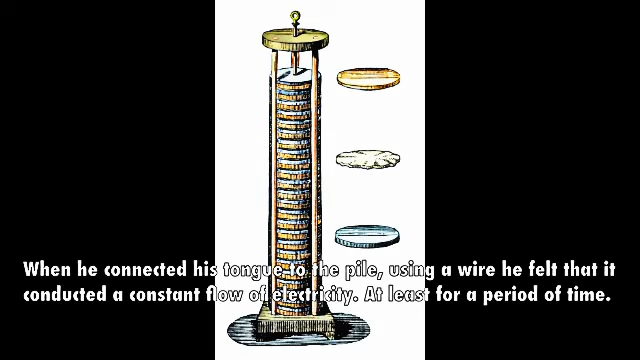 When he connected his tongue to the pile, using a wire he felt that it
conducted a constant flow of electricity. At least for a period of time.